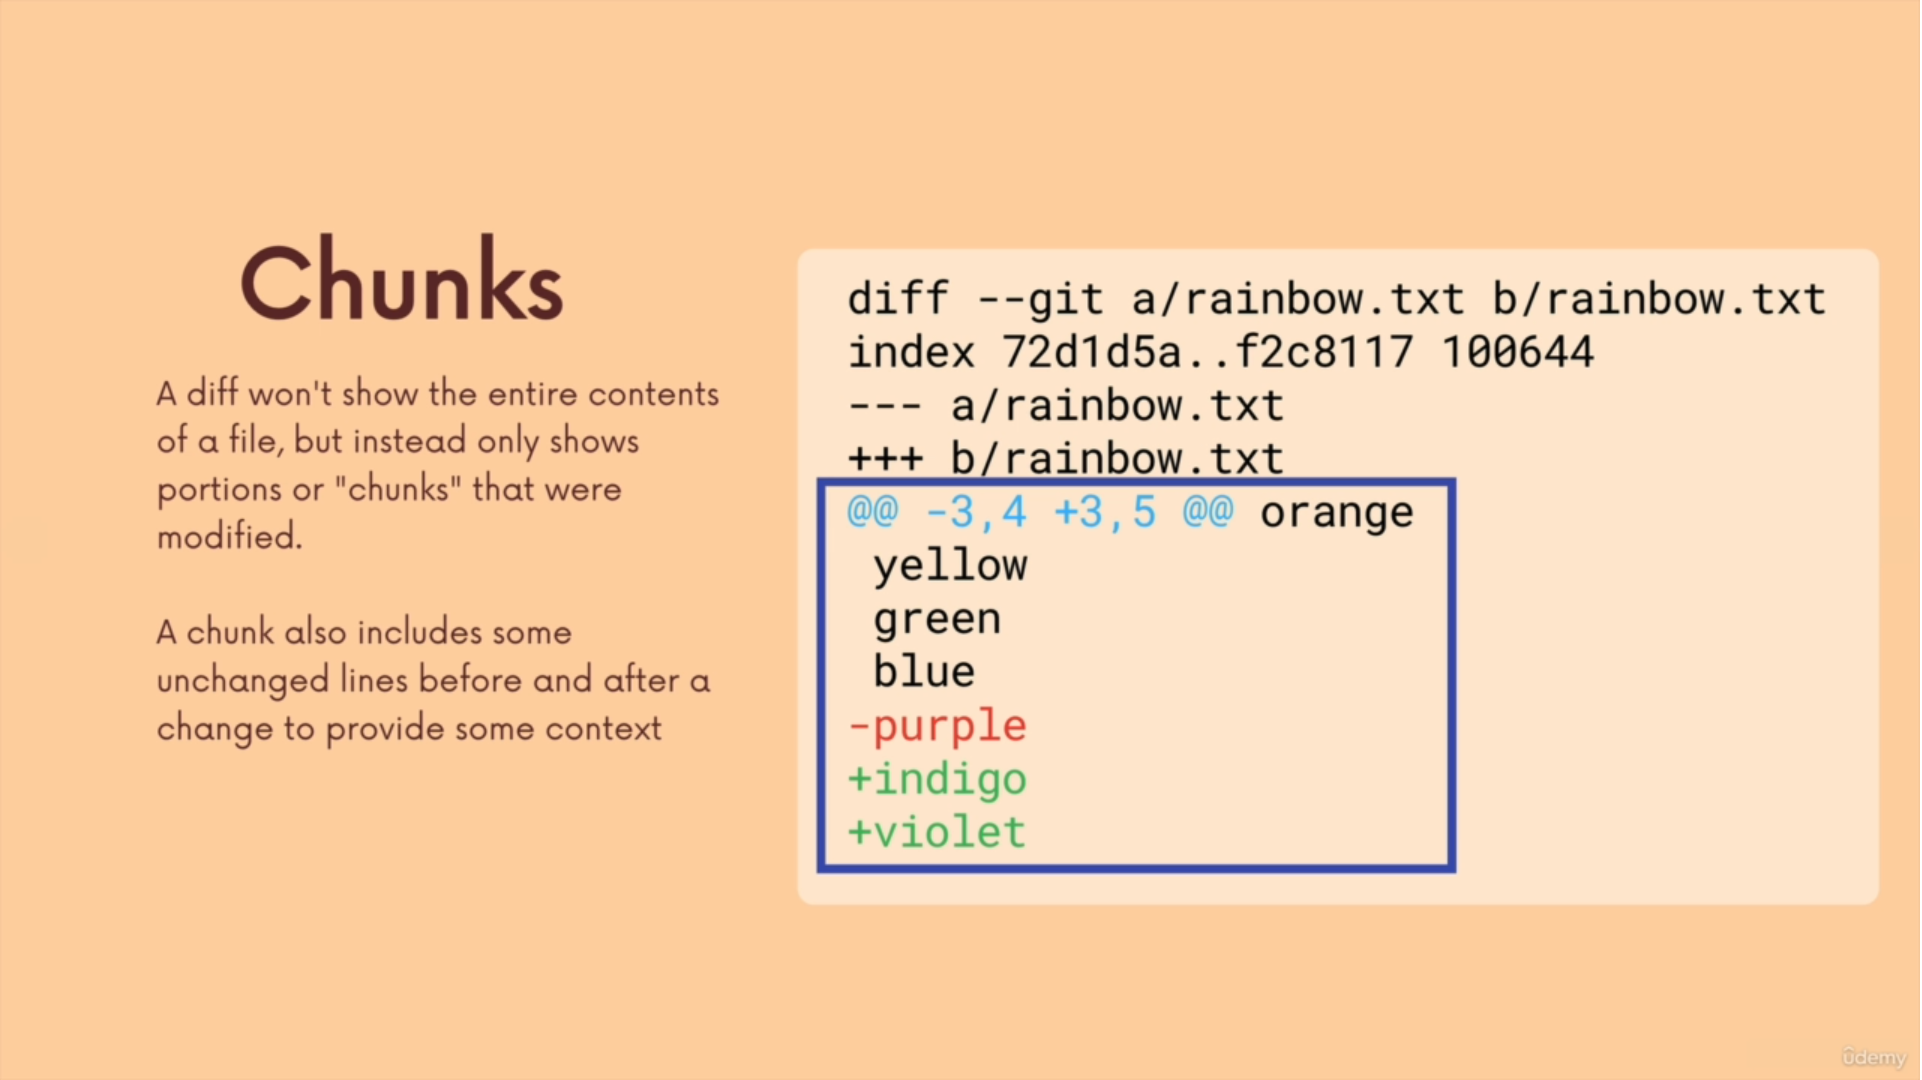 Chunks
A diff won't show the entire contents
of a file, but instead only shows
portions or "chunks" that were
modified.
A chunk also includes some
unchanged lines before and after a
change to provide some context
diff --git a/rainbow.txt b/rainbow.txt
index 72d1d5a..f2c8117 100644
--- a/rainbow.txt
+++ b/rainbow.txt
@@ -3,4 +3,5 @@ orange
 yellow
 green
 blue
-purple
+indigo
+violet
ûdemy